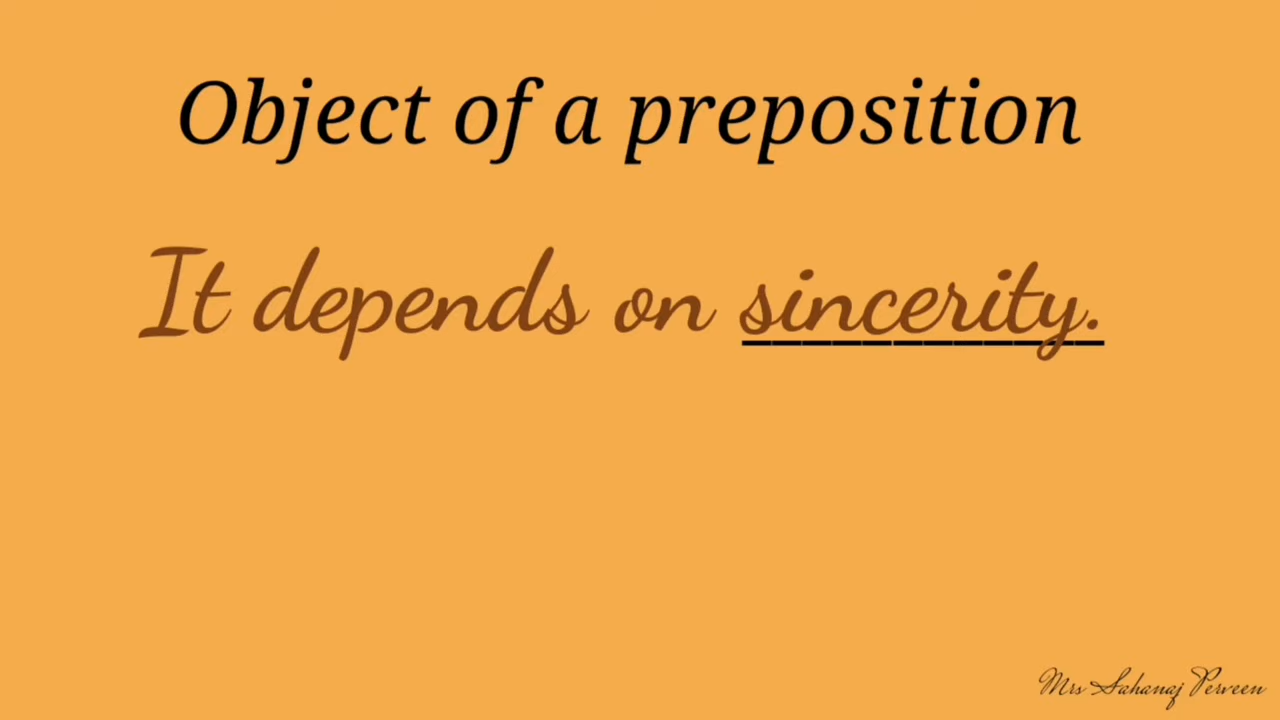 Object of a preposition
It depends on sincerity.
Mrs Sahanaj Perveen